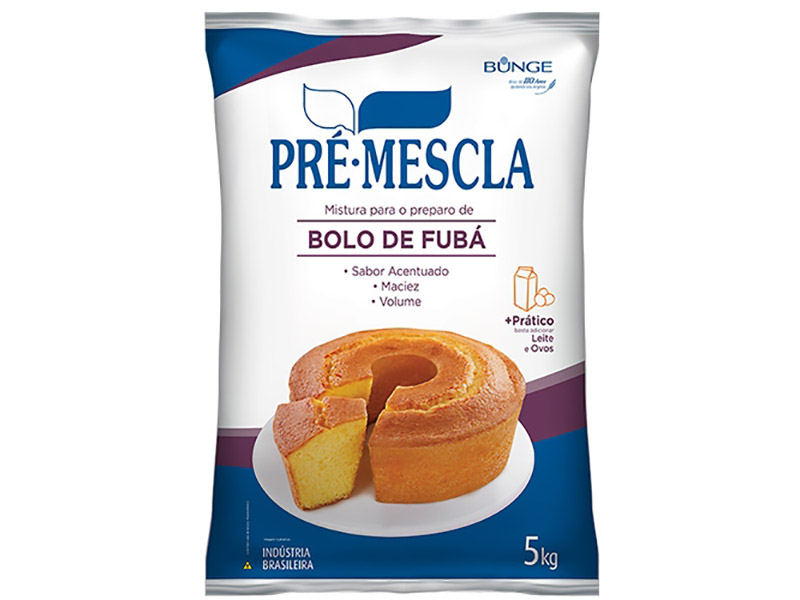 BUNGE
PRÉ·MESCLA
Mistura para o preparo de
BOLO DE FUBÁ
• Sabor Acentuado
• Maciez
• Volume
+Prático
basta adicionar
Leite
e Ovos
INDÚSTRIA
BRASILEIRA
5kg